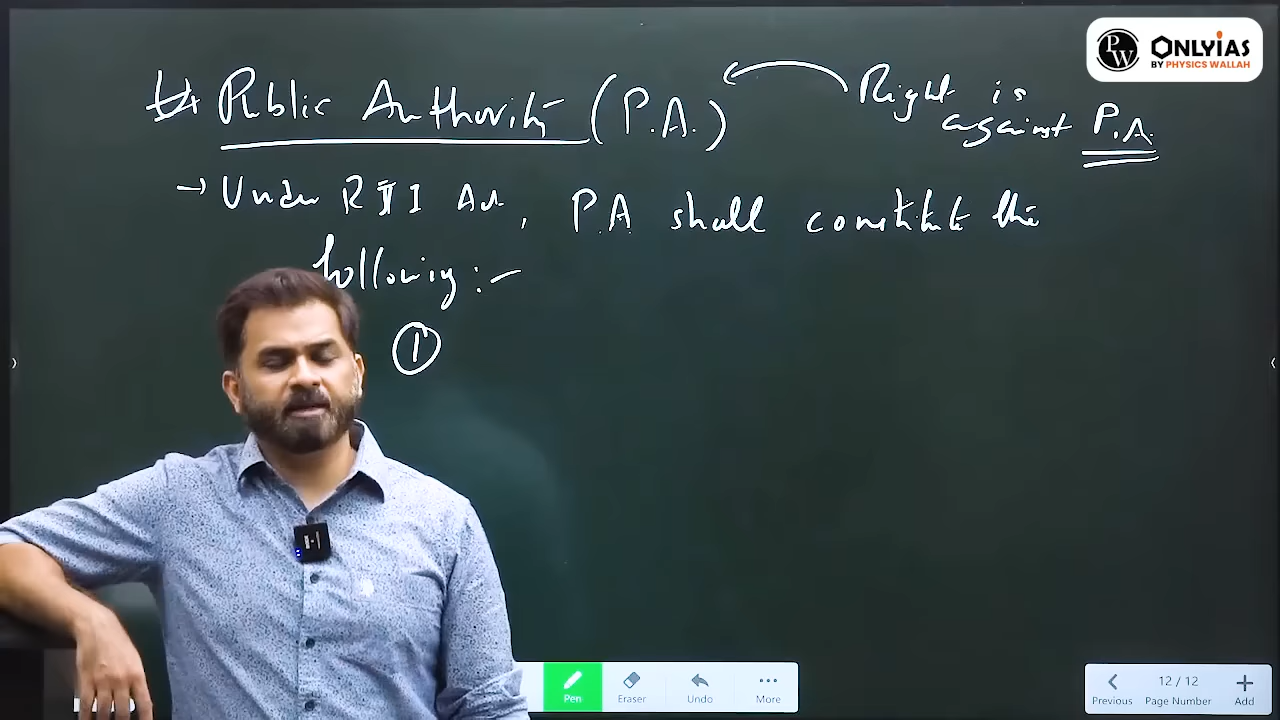 Public Authority (P.A.)
Right is
against P.A.
→ Under RTI Act, P.A shall constitute the
following :-
①
PW ONLYIAS
BY PHYSICS WALLAH
Pen
Eraser
Undo
More
Previous
12 / 12
Page Number
Add